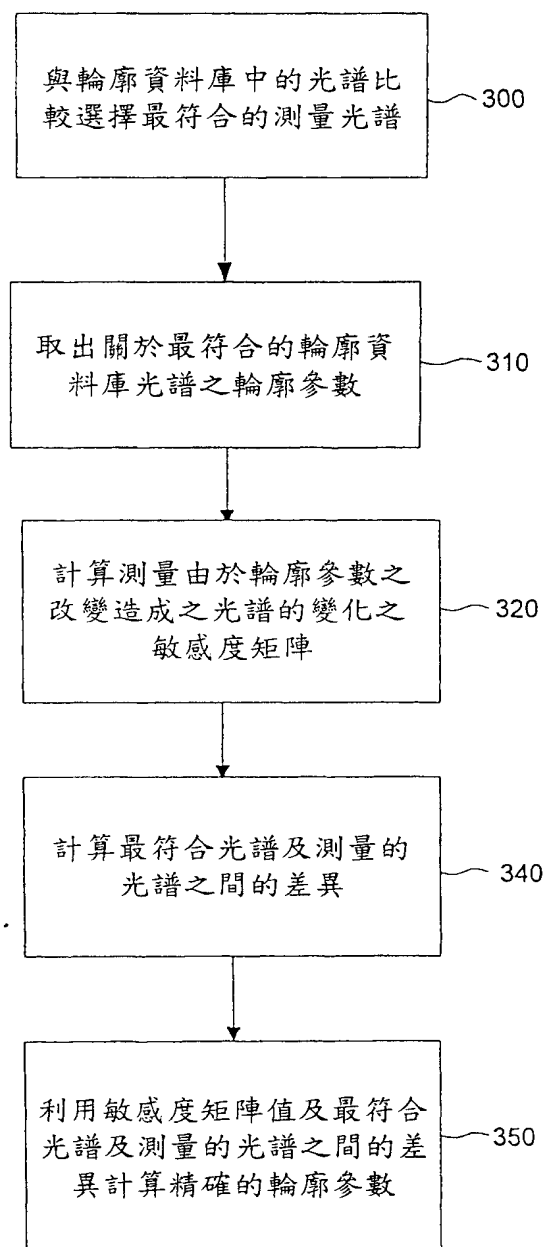 與輪廓資料庫中的光譜比
較選擇最符合的測量光譜
300
取出關於最符合的輪廓資
料庫光譜之輪廓參數
310
計算測量由於輪廓參數之
改變造成之光譜的變化之
敏感度矩陣
320
計算最符合光譜及測量的
光譜之間的差異
340
利用敏感度矩陣值及最符合
光譜及測量的光譜之間的差
異計算精確的輪廓參數
350